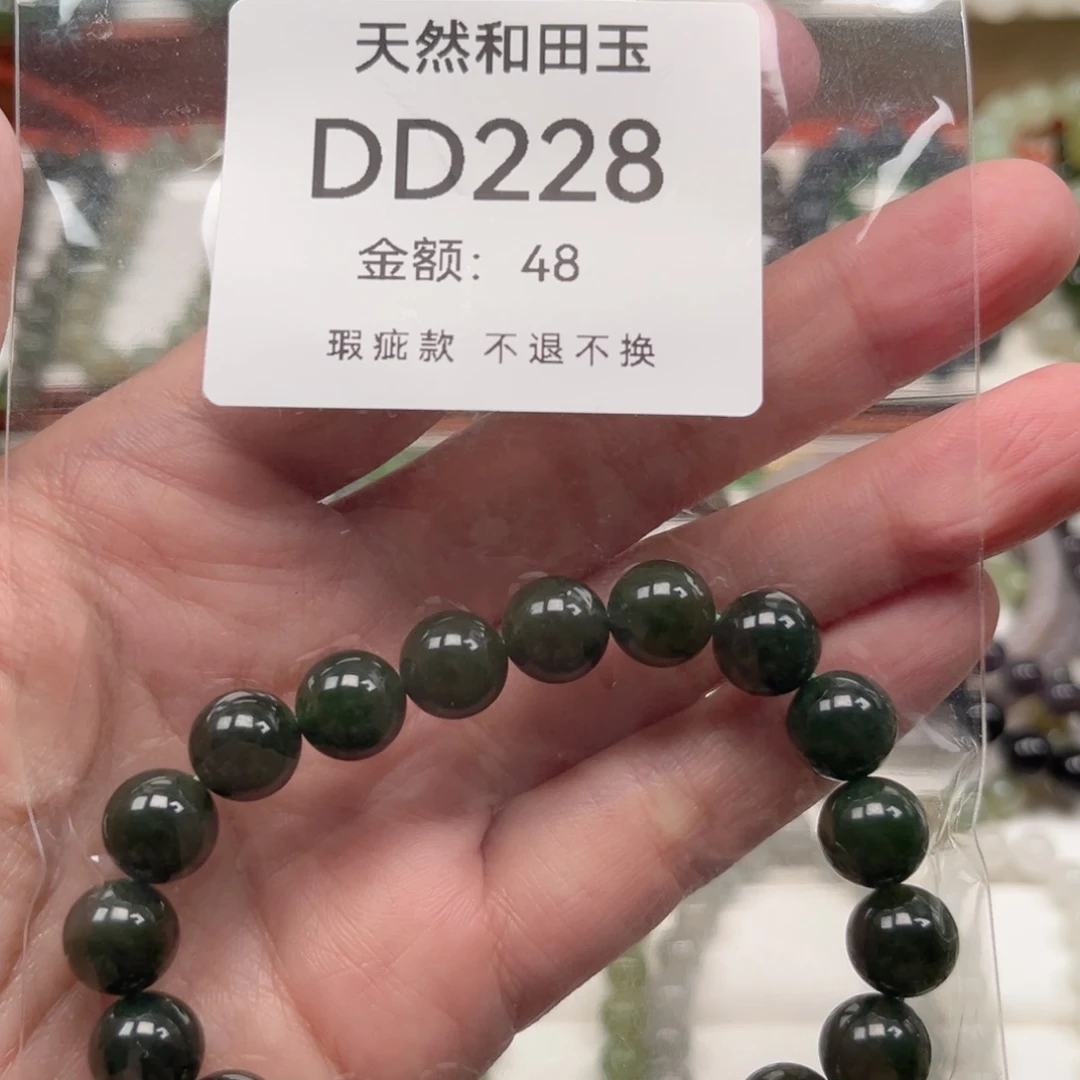 天然和田玉
DD228
金额：48
瑕疵款 不退不换